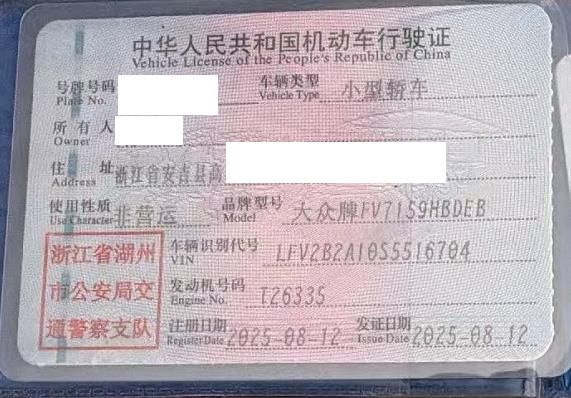 中华人民共和国机动车行驶证
Vehicle License of the People's Republic of China
号牌号码 车辆类型 小型轿车
Plate No. Vehicle Type
所有人
Owner
住址 浙江省安吉县
Address
使用性质 非营运 品牌型号 大众牌FV7159HBDEB
Use Character Model
浙江省湖州 车辆识别代号 LFV2B2A10S5516704
VIN
市公安局交 发动机号码 T26335
Engine No.
通警察支队 注册日期 2025-08-12 发证日期 2025-08-12
Register Date Issue Date